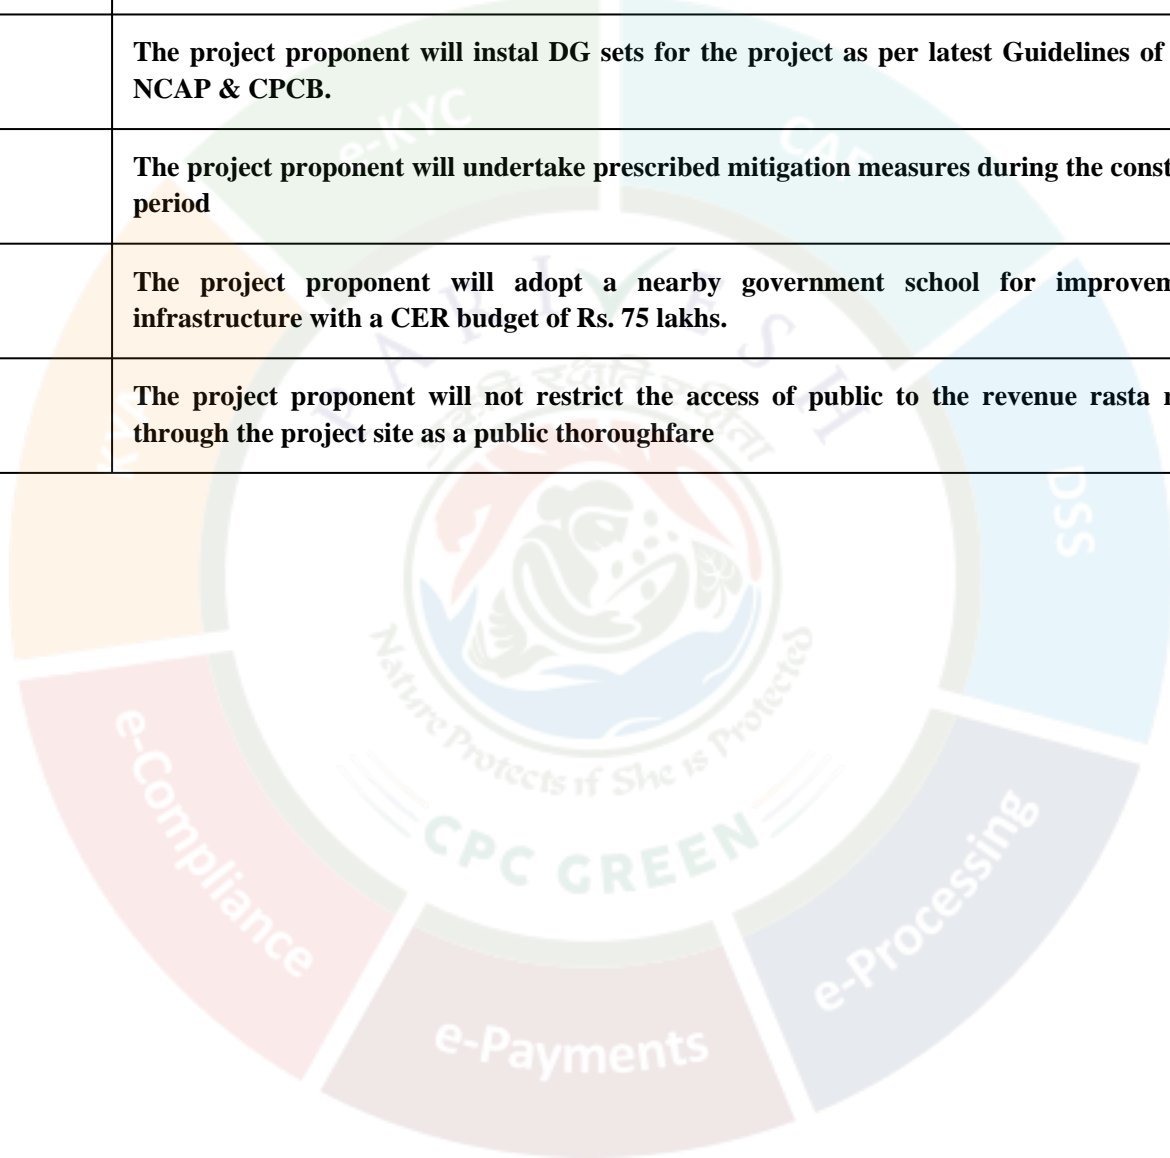 The project proponent will instal DG sets for the project as per latest Guidelines of
NCAP & CPCB.
The project proponent will undertake prescribed mitigation measures during the const
period
The project proponent will adopt a nearby government school for improvem
infrastructure with a CER budget of Rs. 75 lakhs.
The project proponent will not restrict the access of public to the revenue rasta r
through the project site as a public thoroughfare
e-KYC
CAF
PARIVESH
KYA
DSS
Nature Protects if She is Protected
CPC GREEN
e-Compliance
e-Processing
e-Payments